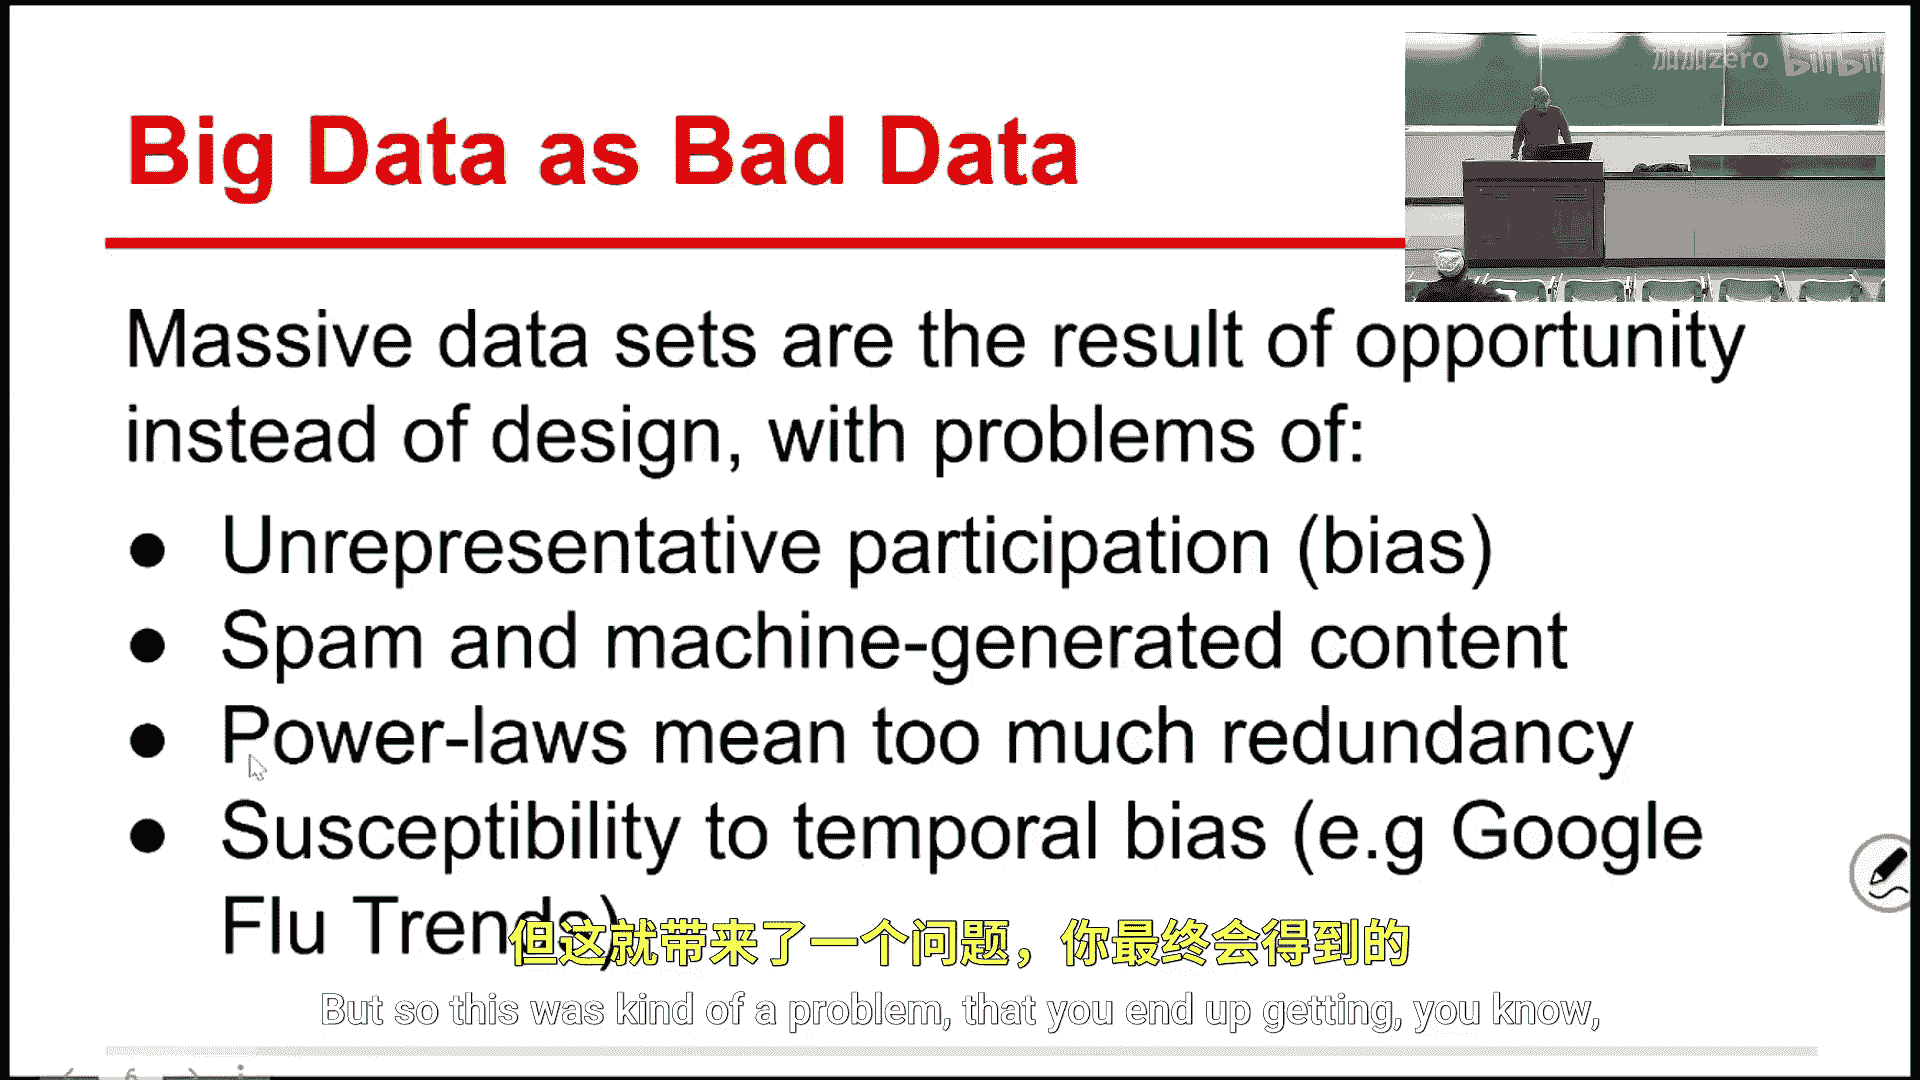 Big Data as Bad Data
加加zero bilibili
Massive data sets are the result of opportunity
instead of design, with problems of:
● Unrepresentative participation (bias)
● Spam and machine-generated content
● Power-laws mean too much redundancy
● Susceptibility to temporal bias (e.g Google
Flu Trends)
但这就带来了一个问题，你最终会得到的
But so this was kind of a problem, that you end up getting, you know,
6